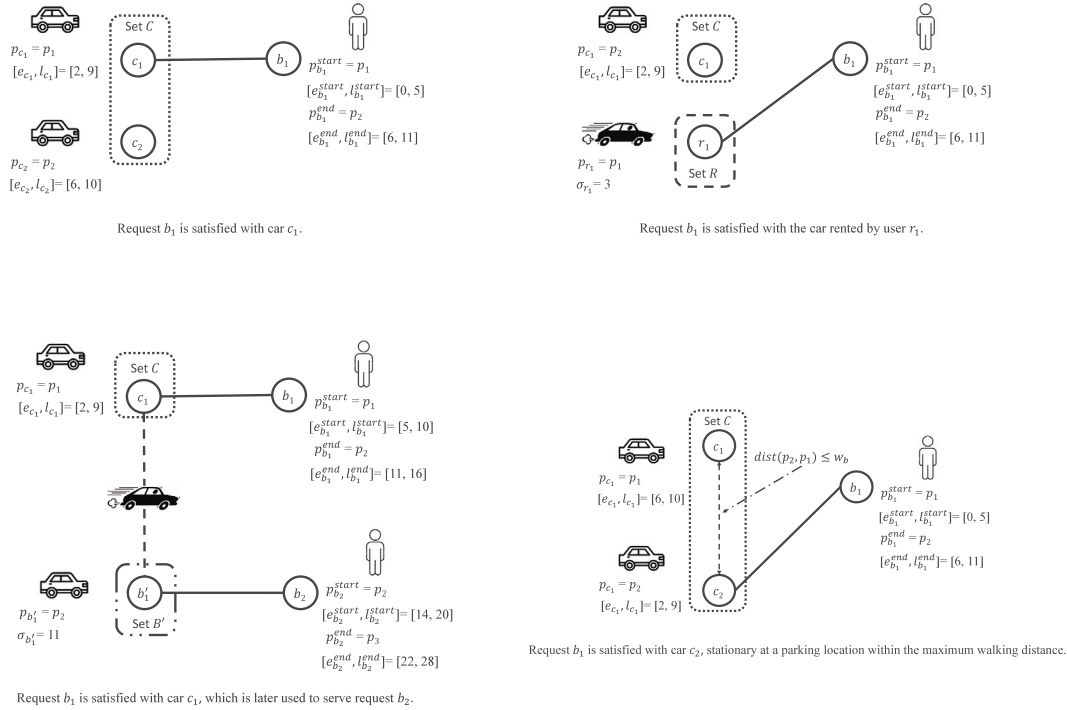 Set C
p_{c_1} = p_1
[e_{c_1}, l_{c_1}]= [2, 9]
c_1
b_1
p_{b_1}^{start} = p_1
[e_{b_1}^{start}, l_{b_1}^{start}]= [0, 5]
p_{b_1}^{end} = p_2
[e_{b_1}^{end}, l_{b_1}^{end}]= [6, 11]
c_2
p_{c_2} = p_2
[e_{c_2}, l_{c_2}]= [6, 10]
Request b_1 is satisfied with car c_1.
Set C
p_{c_1} = p_2
[e_{c_1}, l_{c_1}]= [2, 9]
c_1
b_1
p_{b_1}^{start} = p_1
[e_{b_1}^{start}, l_{b_1}^{start}]= [0, 5]
p_{b_1}^{end} = p_2
[e_{b_1}^{end}, l_{b_1}^{end}]= [6, 11]
r_1
Set R
p_{r_1} = p_1
σ_{r_1} = 3
Request b_1 is satisfied with the car rented by user r_1.
Set C
p_{c_1} = p_1
[e_{c_1}, l_{c_1}]= [2, 9]
c_1
b_1
p_{b_1}^{start} = p_1
[e_{b_1}^{start}, l_{b_1}^{start}]= [5, 10]
p_{b_1}^{end} = p_2
[e_{b_1}^{end}, l_{b_1}^{end}]=[11, 16]
b'_1
Set B'
p_{b'_1} = p_2
σ_{b'_1} = 11
b_2
p_{b_2}^{start} = p_2
[e_{b_2}^{start}, l_{b_2}^{start}]= [14, 20]
p_{b_2}^{end} = p_3
[e_{b_2}^{end}, l_{b_2}^{end}]= [22, 28]
Request b_1 is satisfied with car c_1, which is later used to serve request b_2.
Set C
c_1
dist(p_2, p_1) ≤ w_b
p_{c_1} = p_1
[e_{c_1}, l_{c_1}]= [6, 10]
b_1
p_{b_1}^{start} = p_1
[e_{b_1}^{start}, l_{b_1}^{start}]= [0, 5]
p_{b_1}^{end} = p_2
[e_{b_1}^{end}, l_{b_1}^{end}]= [6, 11]
p_{c_1} = p_2
[e_{c_1}, l_{c_1}]= [2, 9]
c_2
Request b_1 is satisfied with car c_2, stationary at a parking location within the maximum walking distance.